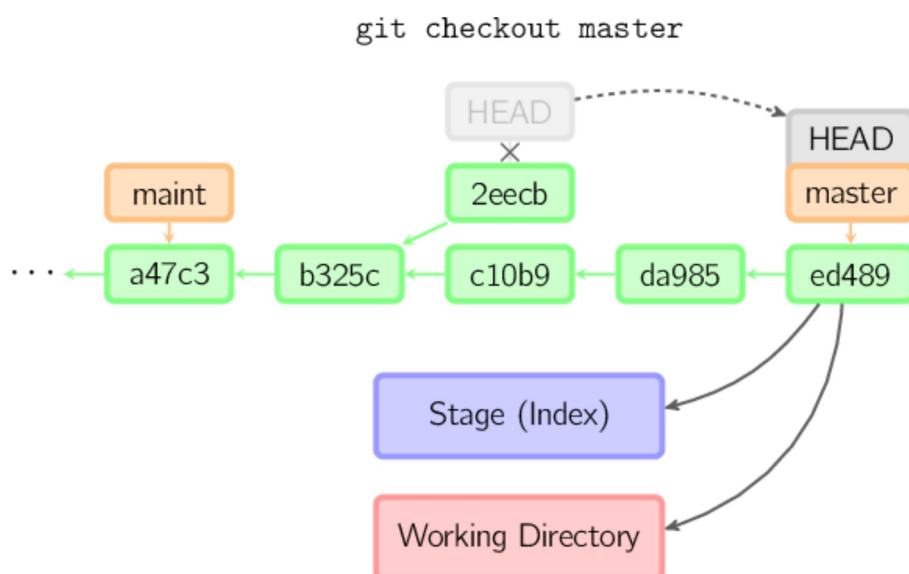 git checkout master
HEAD
HEAD
maint
2eecb
master
...
a47c3
b325c
c10b9
da985
ed489
Stage (Index)
Working Directory